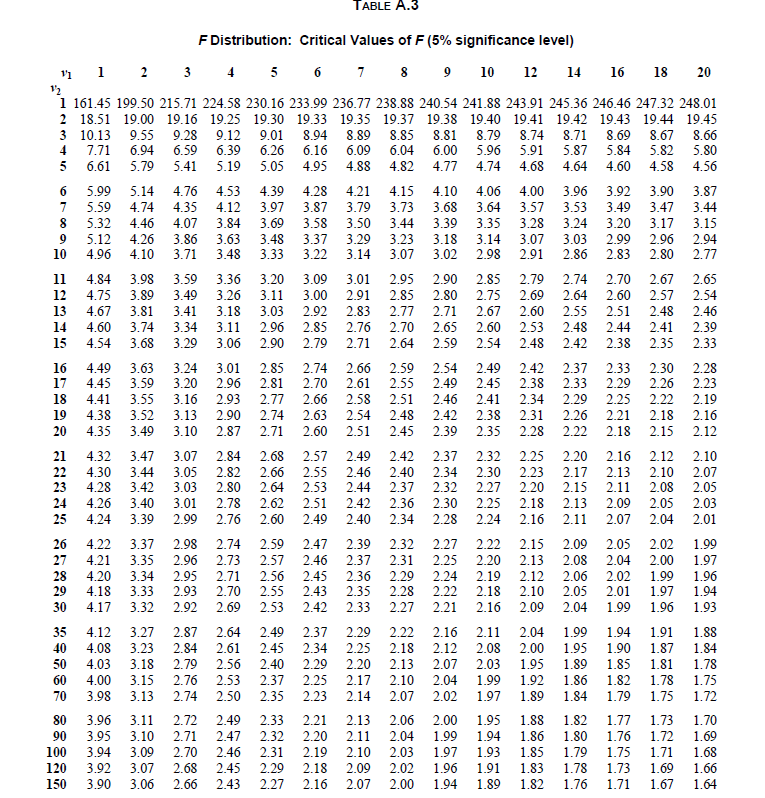 TABLE A.3
F Distribution: Critical Values of F (5% significance level)
v1 1 2 3 4 5 6 7 8 9 10 12 14 16 18 20
v2
1 161.45 199.50 215.71 224.58 230.16 233.99 236.77 238.88 240.54 241.88 243.91 245.36 246.46 247.32 248.01
2 18.51 19.00 19.16 19.25 19.30 19.33 19.35 19.37 19.38 19.40 19.41 19.42 19.43 19.44 19.45
3 10.13 9.55 9.28 9.12 9.01 8.94 8.89 8.85 8.81 8.79 8.74 8.71 8.69 8.67 8.66
4 7.71 6.94 6.59 6.39 6.26 6.16 6.09 6.04 6.00 5.96 5.91 5.87 5.84 5.82 5.80
5 6.61 5.79 5.41 5.19 5.05 4.95 4.88 4.82 4.77 4.74 4.68 4.64 4.60 4.58 4.56
6 5.99 5.14 4.76 4.53 4.39 4.28 4.21 4.15 4.10 4.06 4.00 3.96 3.92 3.90 3.87
7 5.59 4.74 4.35 4.12 3.97 3.87 3.79 3.73 3.68 3.64 3.57 3.53 3.49 3.47 3.44
8 5.32 4.46 4.07 3.84 3.69 3.58 3.50 3.44 3.39 3.35 3.28 3.24 3.20 3.17 3.15
9 5.12 4.26 3.86 3.63 3.48 3.37 3.29 3.23 3.18 3.14 3.07 3.03 2.99 2.96 2.94
10 4.96 4.10 3.71 3.48 3.33 3.22 3.14 3.07 3.02 2.98 2.91 2.86 2.83 2.80 2.77
11 4.84 3.98 3.59 3.36 3.20 3.09 3.01 2.95 2.90 2.85 2.79 2.74 2.70 2.67 2.65
12 4.75 3.89 3.49 3.26 3.11 3.00 2.91 2.85 2.80 2.75 2.69 2.64 2.60 2.57 2.54
13 4.67 3.81 3.41 3.18 3.03 2.92 2.83 2.77 2.71 2.67 2.60 2.55 2.51 2.48 2.46
14 4.60 3.74 3.34 3.11 2.96 2.85 2.76 2.70 2.65 2.60 2.53 2.48 2.44 2.41 2.39
15 4.54 3.68 3.29 3.06 2.90 2.79 2.71 2.64 2.59 2.54 2.48 2.42 2.38 2.35 2.33
16 4.49 3.63 3.24 3.01 2.85 2.74 2.66 2.59 2.54 2.49 2.42 2.37 2.33 2.30 2.28
17 4.45 3.59 3.20 2.96 2.81 2.70 2.61 2.55 2.49 2.45 2.38 2.33 2.29 2.26 2.23
18 4.41 3.55 3.16 2.93 2.77 2.66 2.58 2.51 2.46 2.41 2.34 2.29 2.25 2.22 2.19
19 4.38 3.52 3.13 2.90 2.74 2.63 2.54 2.48 2.42 2.38 2.31 2.26 2.21 2.18 2.16
20 4.35 3.49 3.10 2.87 2.71 2.60 2.51 2.45 2.39 2.35 2.28 2.22 2.18 2.15 2.12
21 4.32 3.47 3.07 2.84 2.68 2.57 2.49 2.42 2.37 2.32 2.25 2.20 2.16 2.12 2.10
22 4.30 3.44 3.05 2.82 2.66 2.55 2.46 2.40 2.34 2.30 2.23 2.17 2.13 2.10 2.07
23 4.28 3.42 3.03 2.80 2.64 2.53 2.44 2.37 2.32 2.27 2.20 2.15 2.11 2.08 2.05
24 4.26 3.40 3.01 2.78 2.62 2.51 2.42 2.36 2.30 2.25 2.18 2.13 2.09 2.05 2.03
25 4.24 3.39 2.99 2.76 2.60 2.49 2.40 2.34 2.28 2.24 2.16 2.11 2.07 2.04 2.01
26 4.22 3.37 2.98 2.74 2.59 2.47 2.39 2.32 2.27 2.22 2.15 2.09 2.05 2.02 1.99
27 4.21 3.35 2.96 2.73 2.57 2.46 2.37 2.31 2.25 2.20 2.13 2.08 2.04 2.00 1.97
28 4.20 3.34 2.95 2.71 2.56 2.45 2.36 2.29 2.24 2.19 2.12 2.06 2.02 1.99 1.96
29 4.18 3.33 2.93 2.70 2.55 2.43 2.35 2.28 2.22 2.18 2.10 2.05 2.01 1.97 1.94
30 4.17 3.32 2.92 2.69 2.53 2.42 2.33 2.27 2.21 2.16 2.09 2.04 1.99 1.96 1.93
35 4.12 3.27 2.87 2.64 2.49 2.37 2.29 2.22 2.16 2.11 2.04 1.99 1.94 1.91 1.88
40 4.08 3.23 2.84 2.61 2.45 2.34 2.25 2.18 2.12 2.08 2.00 1.95 1.90 1.87 1.84
50 4.03 3.18 2.79 2.56 2.40 2.29 2.20 2.13 2.07 2.03 1.95 1.89 1.85 1.81 1.78
60 4.00 3.15 2.76 2.53 2.37 2.25 2.17 2.10 2.04 1.99 1.92 1.86 1.82 1.78 1.75
70 3.98 3.13 2.74 2.50 2.35 2.23 2.14 2.07 2.02 1.97 1.89 1.84 1.79 1.75 1.72
80 3.96 3.11 2.72 2.49 2.33 2.21 2.13 2.06 2.00 1.95 1.88 1.82 1.77 1.73 1.70
90 3.95 3.10 2.71 2.47 2.32 2.20 2.11 2.04 1.99 1.94 1.86 1.80 1.76 1.72 1.69
100 3.94 3.09 2.70 2.46 2.31 2.19 2.10 2.03 1.97 1.93 1.85 1.79 1.75 1.71 1.68
120 3.92 3.07 2.68 2.45 2.29 2.18 2.09 2.02 1.96 1.91 1.83 1.78 1.73 1.69 1.66
150 3.90 3.06 2.66 2.43 2.27 2.16 2.07 2.00 1.94 1.89 1.82 1.76 1.71 1.67 1.64